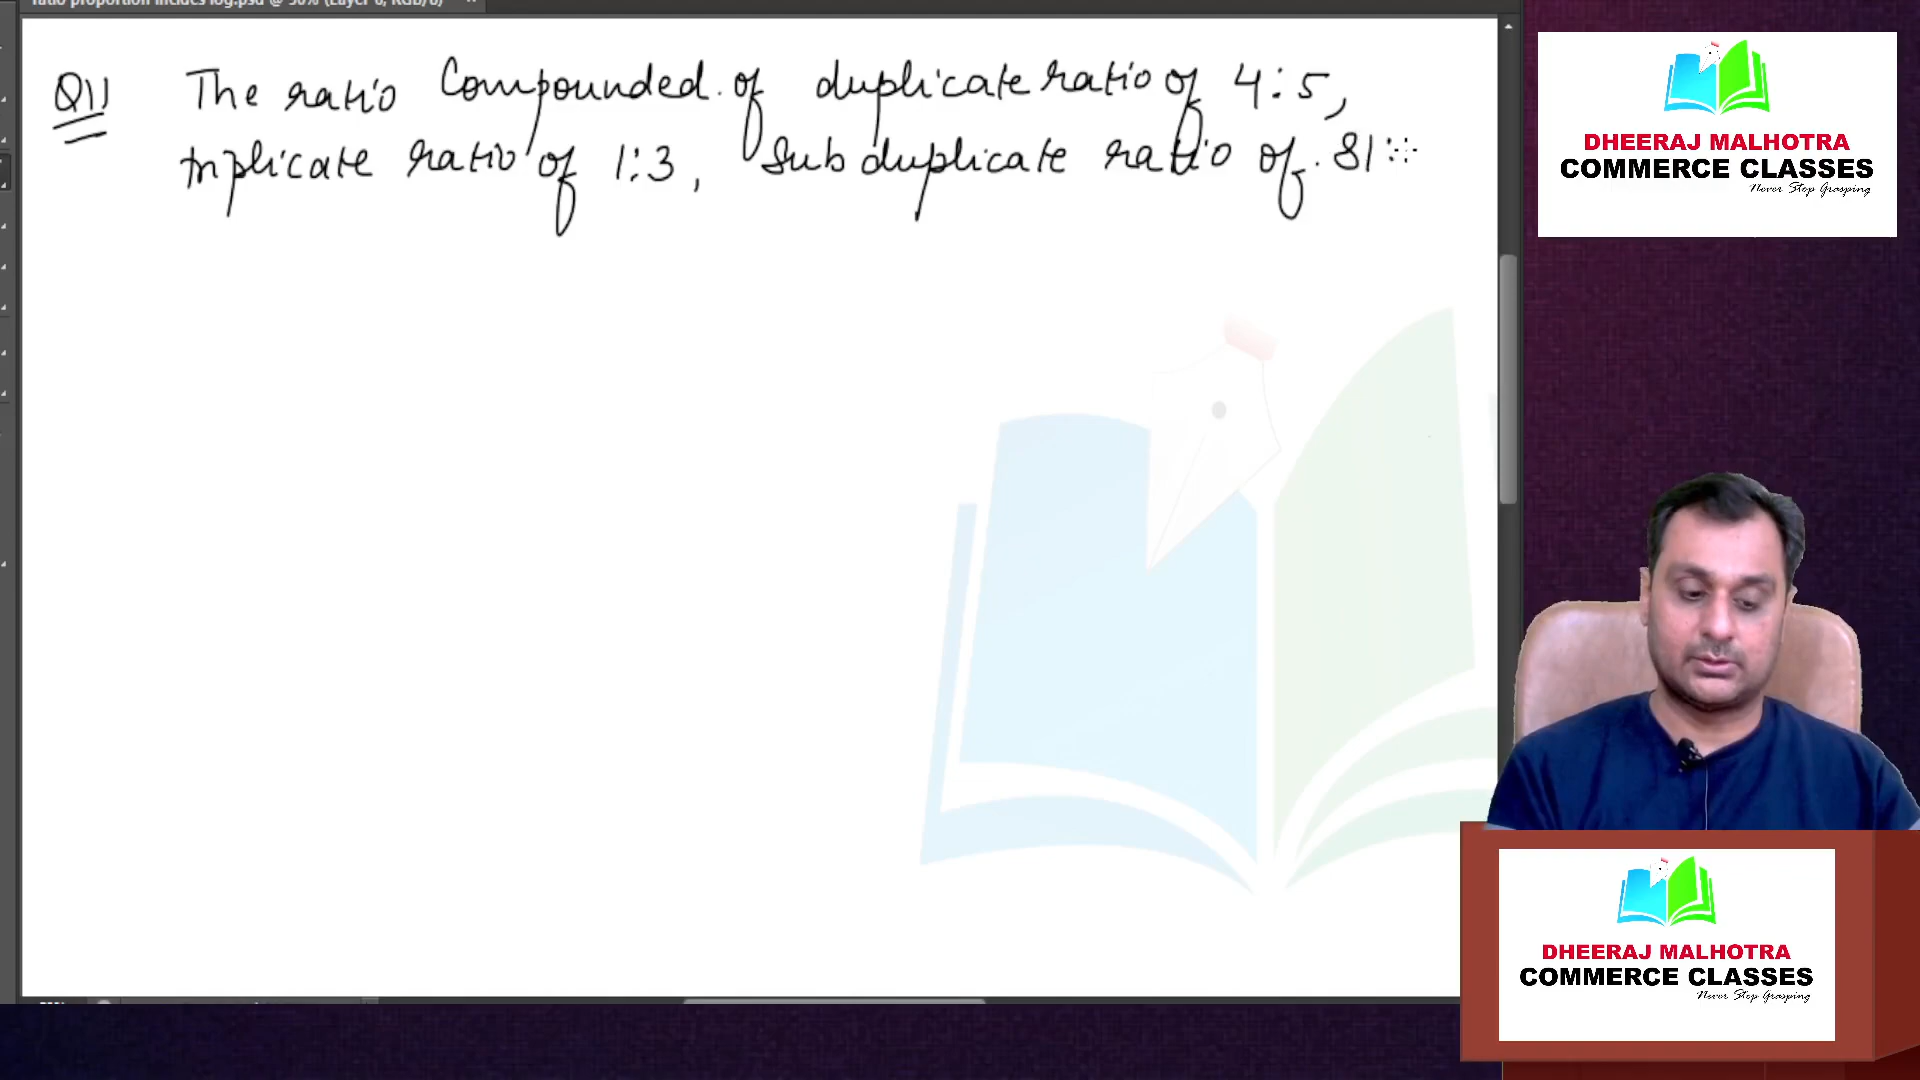 Q11 The ratio Compounded of duplicate ratio of 4:5,
triplicate ratio of 1:3, Sub duplicate ratio of 81:
DHEERAJ MALHOTRA
COMMERCE CLASSES
Never Stop Grasping
DHEERAJ MALHOTRA
COMMERCE CLASSES
Never Stop Grasping